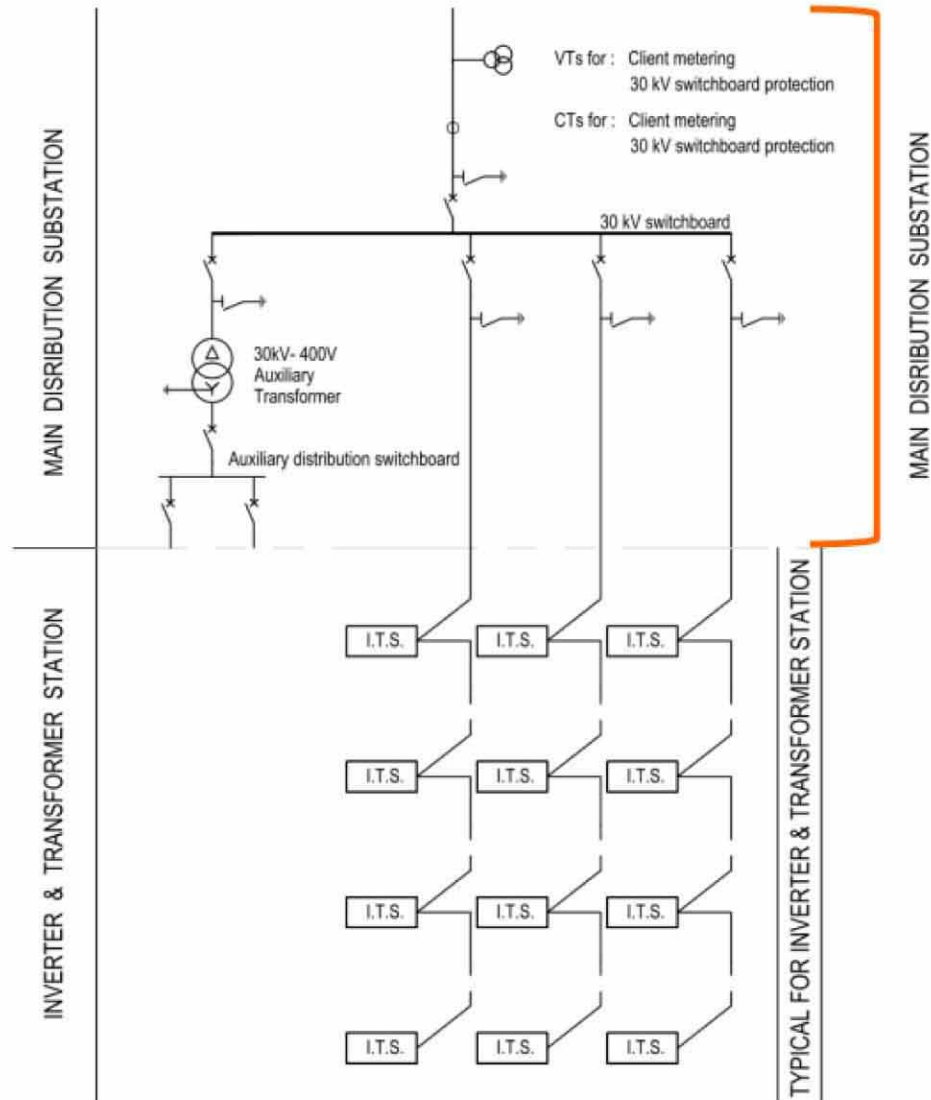 MAIN DISRIBUTION SUBSTATION
VTs for : Client metering
30 kV switchboard protection
CTs for : Client metering
30 kV switchboard protection
MAIN DISRIBUTION SUBSTATION
30 kV switchboard
30kV- 400V
Auxiliary
Transformer
Auxiliary distribution switchboard
INVERTER & TRANSFORMER STATION
I.T.S. I.T.S. I.T.S.
I.T.S. I.T.S. I.T.S.
I.T.S. I.T.S. I.T.S.
I.T.S. I.T.S. I.T.S.
TYPICAL FOR INVERTER & TRANSFORMER STATION